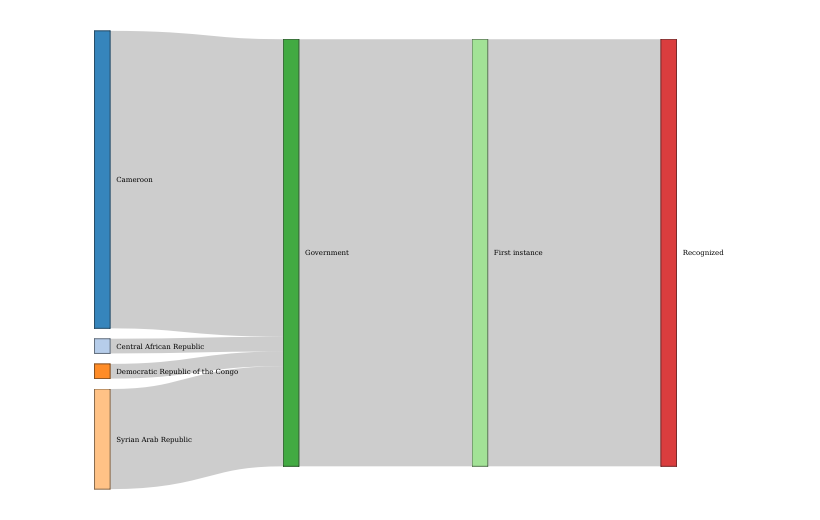 Cameroon
Central African Republic
Democratic Republic of the Congo
Syrian Arab Republic
Government
First instance
Recognized